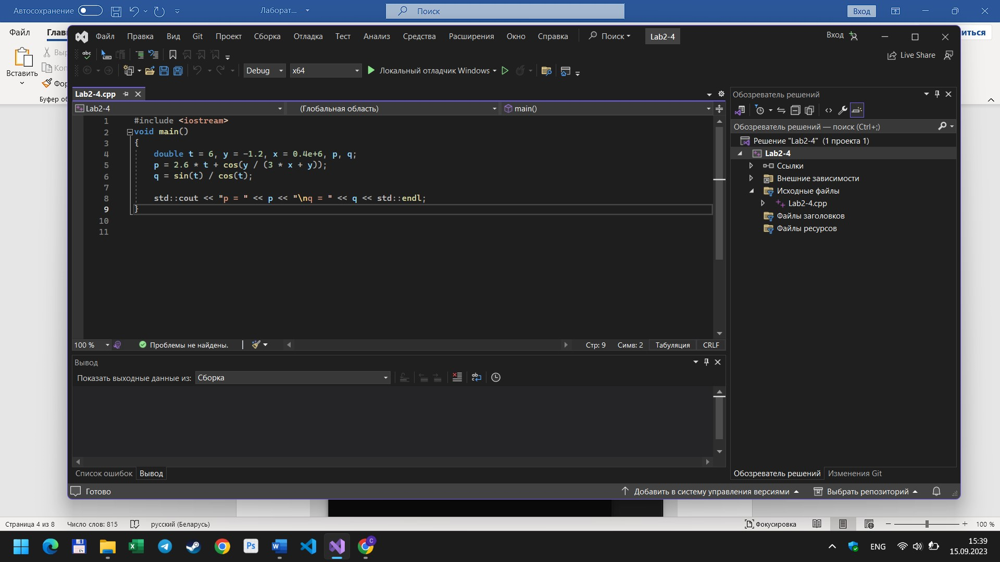 Автосохранение
Лаборат...
Поиск
Вход
Файл
Глав
иться
Вставить
Выр
Коп
Фор
Буфер об
Файл Правка Вид Git Проект Сборка Отладка Тест Анализ Средства Расширения Окно Справка Поиск Lab2-4 Вход
Live Share
Debug x64 Локальный отладчик Windows
Lab2-4.cpp
Lab2-4 (Глобальная область) main()
1 #include <iostream>
2 void main()
3 {
4 double t = 6, y = -1.2, x = 0.4e+6, p, q;
5 p = 2.6 * t + cos(y / (3 * x + y));
6 q = sin(t) / cos(t);
7
8 std::cout << "p = " << p << "\nq = " << q << std::endl;
9 }
10
11
100 % Проблемы не найдены. Стр: 9 Симв: 2 Табуляция CRLF
Вывод
Показать выходные данные из: Сборка
Список ошибок Вывод
Обозреватель решений
Обозреватель решений — поиск (Ctrl+;)
Решение "Lab2-4" (1 проекта 1)
Lab2-4
Ссылки
Внешние зависимости
Исходные файлы
Lab2-4.cpp
Файлы заголовков
Файлы ресурсов
Обозреватель решений Изменения Git
Готово Добавить в систему управления версиями Выбрать репозиторий
Страница 4 из 8 Число слов: 815 русский (Беларусь) Фокусировка 100 %
ENG
15:39
15.09.2023